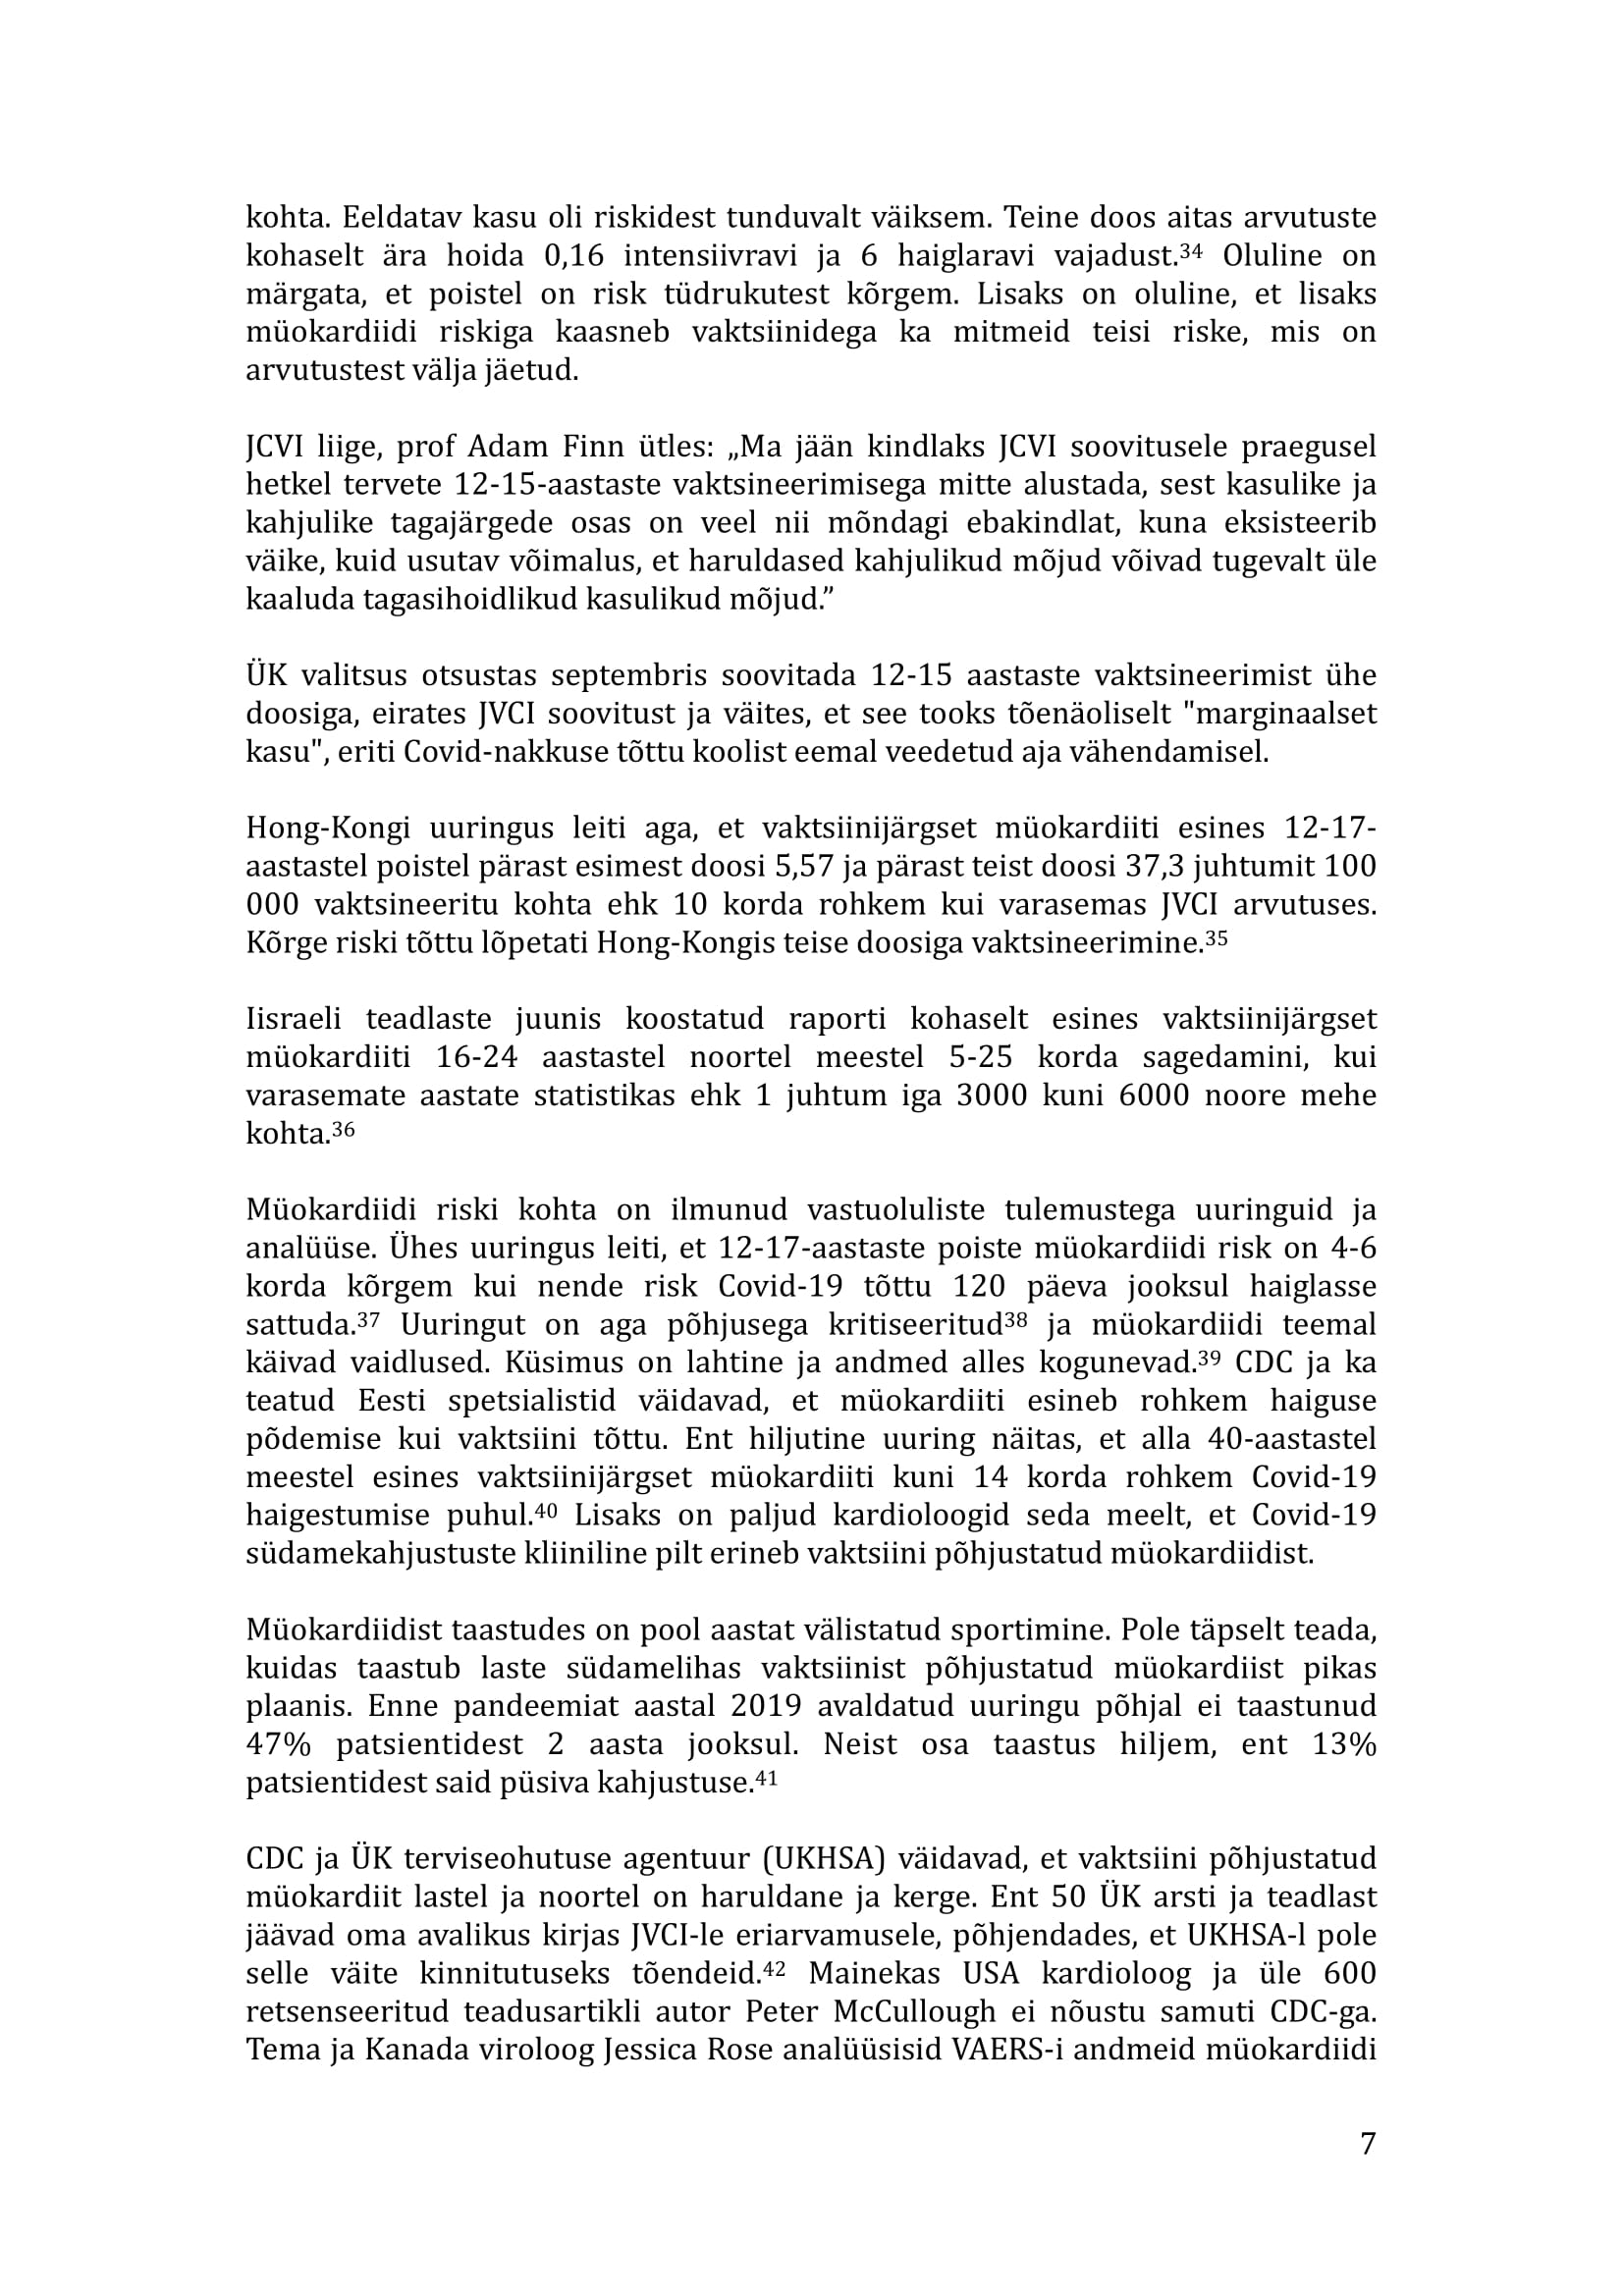 kohta. Eeldatav kasu oli riskidest tunduvalt väiksem. Teine doos aitas arvutuste
kohaselt ära hoida 0,16 intensiivravi ja 6 haiglaravi vajadust.34 Oluline on
märgata, et poistel on risk tüdrukutest kõrgem. Lisaks on oluline, et lisaks
müokardiidi riskiga kaasneb vaktsiinidega ka mitmeid teisi riske, mis on
arvutustest välja jäetud.
JCVI liige, prof Adam Finn ütles: „Ma jään kindlaks JCVI soovitusele praegusel
hetkel tervete 12-15-aastaste vaktsineerimisega mitte alustada, sest kasulike ja
kahjulike tagajärgede osas on veel nii mõndagi ebakindlat, kuna eksisteerib
väike, kuid usutav võimalus, et haruldased kahjulikud mõjud võivad tugevalt üle
kaaluda tagasihoidlikud kasulikud mõjud.”
ÜK valitsus otsustas septembris soovitada 12-15 aastaste vaktsineerimist ühe
doosiga, eirates JVCI soovitust ja väites, et see tooks tõenäoliselt "marginaalset
kasu", eriti Covid-nakkuse tõttu koolist eemal veedetud aja vähendamisel.
Hong-Kongi uuringus leiti aga, et vaktsiinijärgset müokardiiti esines 12-17-
aastastel poistel pärast esimest doosi 5,57 ja pärast teist doosi 37,3 juhtumit 100
000 vaktsineeritu kohta ehk 10 korda rohkem kui varasemas JVCI arvutuses.
Kõrge riski tõttu lõpetati Hong-Kongis teise doosiga vaktsineerimine.35
Iisraeli teadlaste juunis koostatud raporti kohaselt esines vaktsiinijärgset
müokardiiti 16-24 aastastel noortel meestel 5-25 korda sagedamini, kui
varasemate aastate statistikas ehk 1 juhtum iga 3000 kuni 6000 noore mehe
kohta.36
Müokardiidi riski kohta on ilmunud vastuoluliste tulemustega uuringuid ja
analüüse. Ühes uuringus leiti, et 12-17-aastaste poiste müokardiidi risk on 4-6
korda kõrgem kui nende risk Covid-19 tõttu 120 päeva jooksul haiglasse
sattuda.37 Uuringut on aga põhjusega kritiseeritud38 ja müokardiidi teemal
käivad vaidlused. Küsimus on lahtine ja andmed alles kogunevad.39 CDC ja ka
teatud Eesti spetsialistid väidavad, et müokardiiti esineb rohkem haiguse
põdemise kui vaktsiini tõttu. Ent hiljutine uuring näitas, et alla 40-aastastel
meestel esines vaktsiinijärgset müokardiiti kuni 14 korda rohkem Covid-19
haigestumise puhul.40 Lisaks on paljud kardioloogid seda meelt, et Covid-19
südamekahjustuste kliiniline pilt erineb vaktsiini põhjustatud müokardiidist.
Müokardiidist taastudes on pool aastat välistatud sportimine. Pole täpselt teada,
kuidas taastub laste südamelihas vaktsiinist põhjustatud müokardiist pikas
plaanis. Enne pandeemiat aastal 2019 avaldatud uuringu põhjal ei taastunud
47% patsientidest 2 aasta jooksul. Neist osa taastus hiljem, ent 13%
patsientidest said püsiva kahjustuse.41
CDC ja ÜK terviseohutuse agentuur (UKHSA) väidavad, et vaktsiini põhjustatud
müokardiit lastel ja noortel on haruldane ja kerge. Ent 50 ÜK arsti ja teadlast
jäävad oma avalikus kirjas JVCI-le eriarvamusele, põhjendades, et UKHSA-l pole
selle väite kinnitutuseks tõendeid.42 Mainekas USA kardioloog ja üle 600
retsenseeritud teadusartikli autor Peter McCullough ei nõustu samuti CDC-ga.
Tema ja Kanada viroloog Jessica Rose analüüsisid VAERS-i andmeid müokardiidi
7